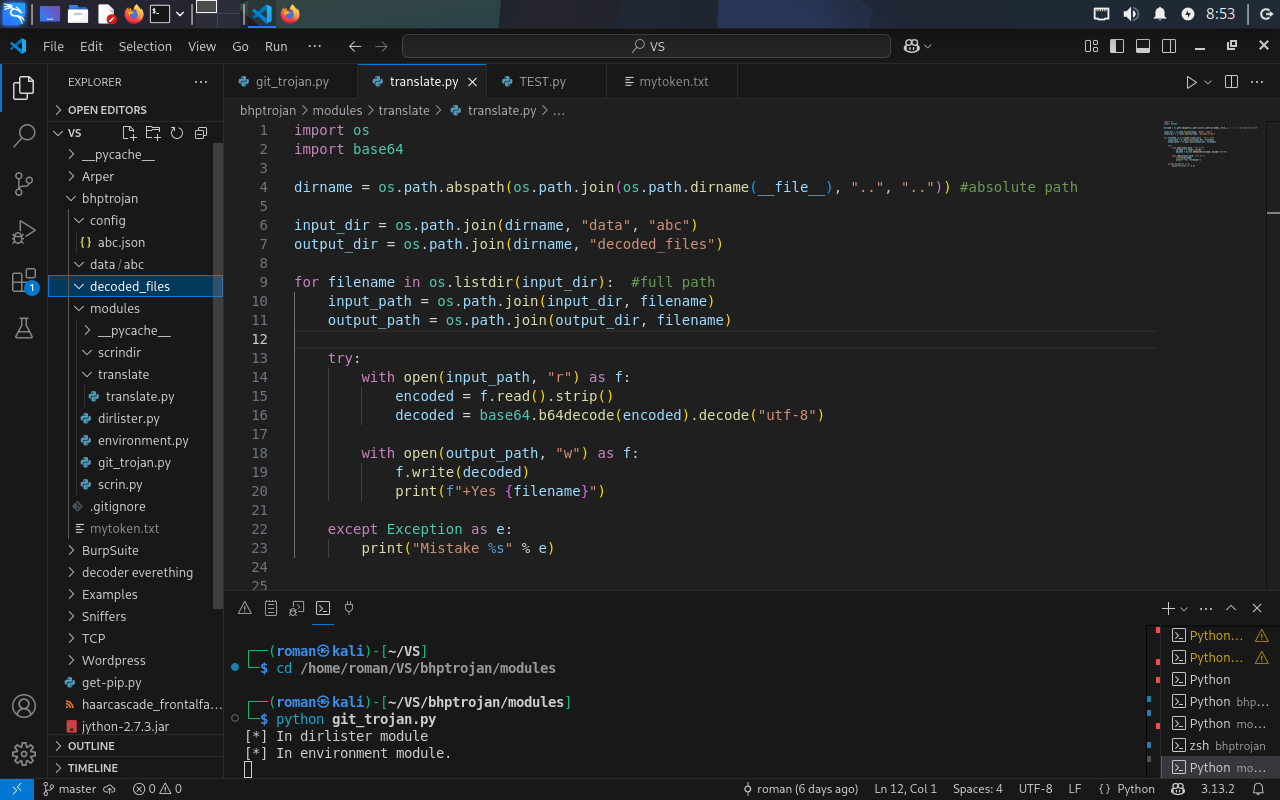 8:53
File Edit Selection View Go Run ···
VS
EXPLORER ···
OPEN EDITORS
VS
__pycache__
Arper
bhptrojan
config
abc.json
data / abc
decoded_files
modules
__pycache__
scrindir
translate
translate.py
dirlister.py
environment.py
git_trojan.py
scrin.py
.gitignore
mytoken.txt
BurpSuite
decoder everething
Examples
Sniffers
TCP
Wordpress
get-pip.py
haarcascade_frontalfa...
jython-2.7.3.jar
OUTLINE
TIMELINE
1
git_trojan.py translate.py TEST.py mytoken.txt
bhptrojan > modules > translate > translate.py > ...
1 import os
2 import base64
3
4 dirname = os.path.abspath(os.path.join(os.path.dirname(__file__), "..", "..")) #absolute path
5
6 input_dir = os.path.join(dirname, "data", "abc")
7 output_dir = os.path.join(dirname, "decoded_files")
8
9 for filename in os.listdir(input_dir):  #full path
10     input_path = os.path.join(input_dir, filename)
11     output_path = os.path.join(output_dir, filename)
12
13     try:
14         with open(input_path, "r") as f:
15             encoded = f.read().strip()
16             decoded = base64.b64decode(encoded).decode("utf-8")
17
18         with open(output_path, "w") as f:
19             f.write(decoded)
20             print(f"+Yes {filename}")
21
22     except Exception as e:
23         print("Mistake %s" % e)
24
25
┌──(roman㉿kali)-[~/VS]
└─$ cd /home/roman/VS/bhptrojan/modules
┌──(roman㉿kali)-[~/VS/bhptrojan/modules]
└─$ python git_trojan.py
[*] In dirlister module
[*] In environment module.
Python...
Python...
Python
Python bhp...
Python mo...
zsh bhptrojan
Python mo...
master 0 0 roman (6 days ago) Ln 12, Col 1 Spaces: 4 UTF-8 LF { } Python 3.13.2